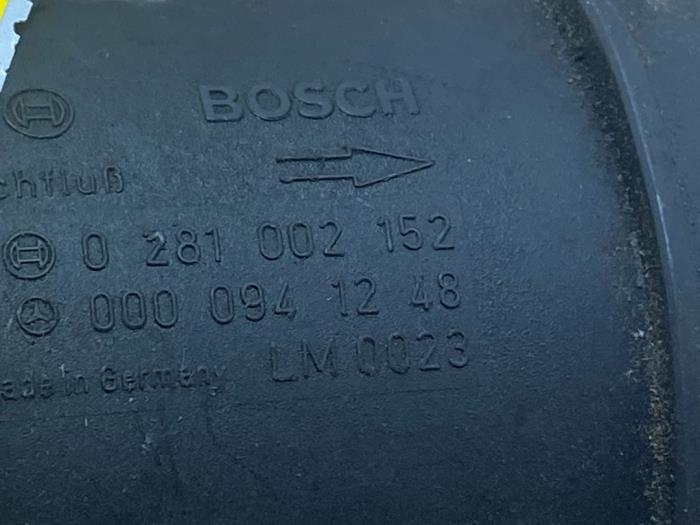 BOSCH
chfluß
0 281 002 152
000 094 12 48
ade in Germany LM 0023